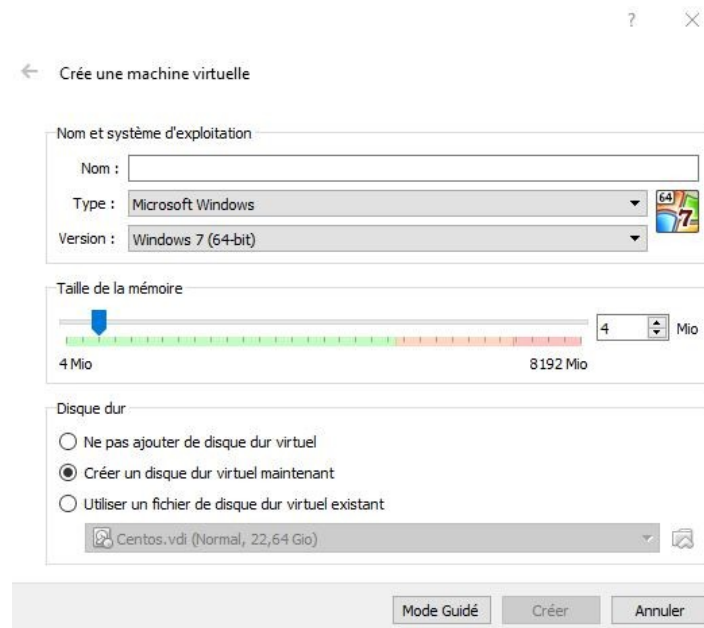 ?
Crée une machine virtuelle
Nom et système d'exploitation
Nom :
Type : Microsoft Windows
64
7
Version : Windows 7 (64-bit)
Taille de la mémoire
4 Mio
4 Mio 8192 Mio
Disque dur
Ne pas ajouter de disque dur virtuel
Créer un disque dur virtuel maintenant
Utiliser un fichier de disque dur virtuel existant
Centos.vdi (Normal, 22,64 Gio)
Mode Guidé Créer Annuler